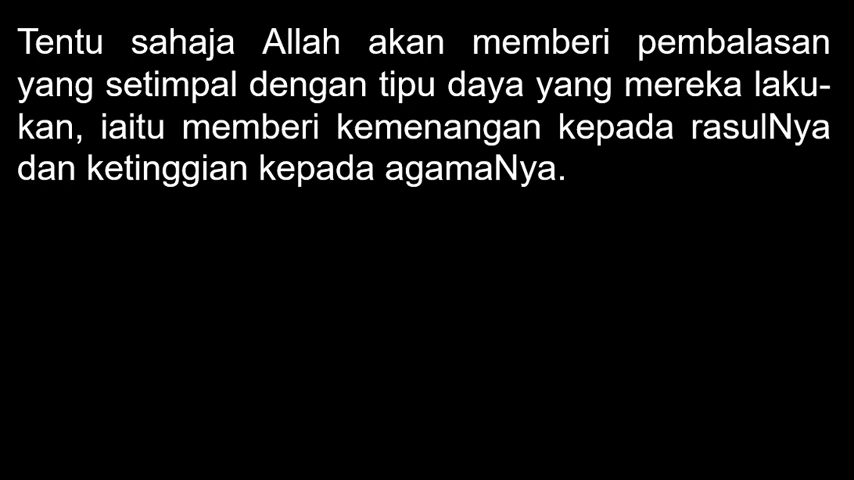 Tentu sahaja Allah akan memberi pembalasan
yang setimpal dengan tipu daya yang mereka laku-
kan, iaitu memberi kemenangan kepada rasulNya
dan ketinggian kepada agamaNya.